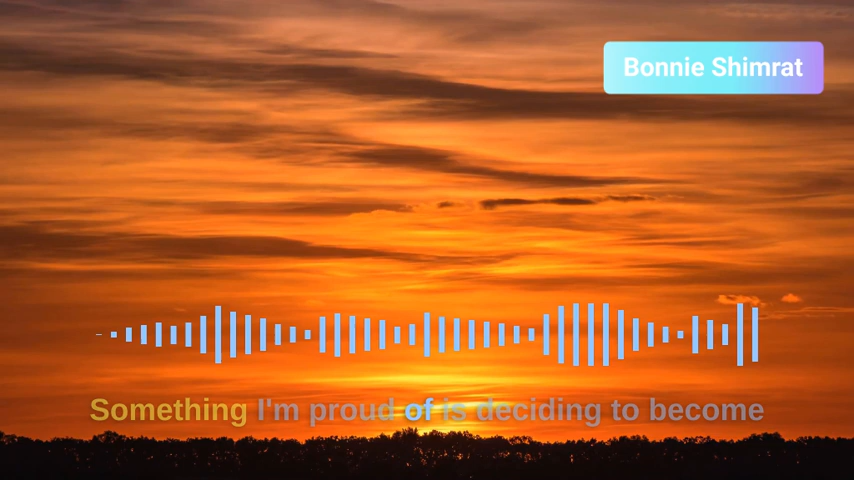 Bonnie Shimrat
Something I'm proud of is deciding to become